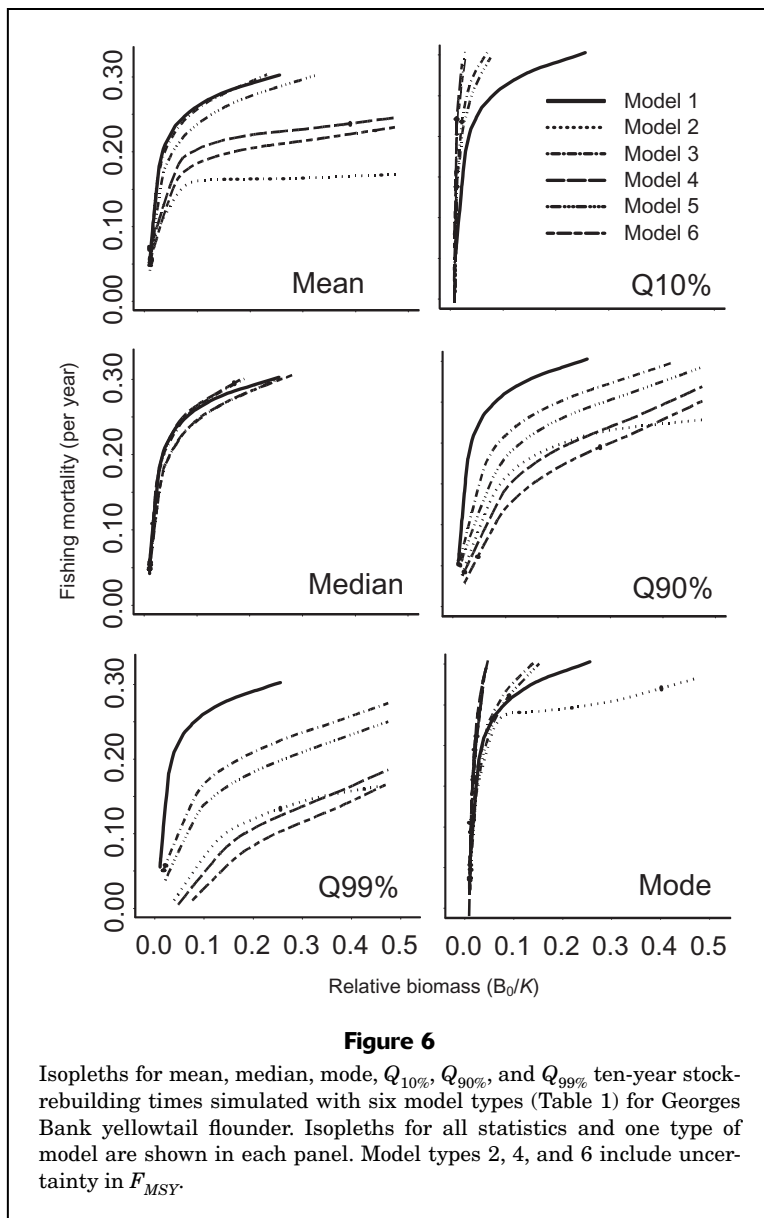 0.30
0.20
0.10
0.00
Mean
Model 1
Model 2
Model 3
Model 4
Model 5
Model 6
Q10%
0.30
0.20
0.10
0.00
Median
Q90%
Fishing mortality (per year)
0.30
0.20
0.10
0.00
Q99%
Mode
0.0 0.1 0.2 0.3 0.4 0.5
0.0 0.1 0.2 0.3 0.4 0.5
Relative biomass (B0/K)
Figure 6
Isopleths for mean, median, mode, Q10%, Q90%, and Q99% ten-year stock-
rebuilding times simulated with six model types (Table 1) for Georges
Bank yellowtail flounder. Isopleths for all statistics and one type of
model are shown in each panel. Model types 2, 4, and 6 include uncer-
tainty in FMSY.